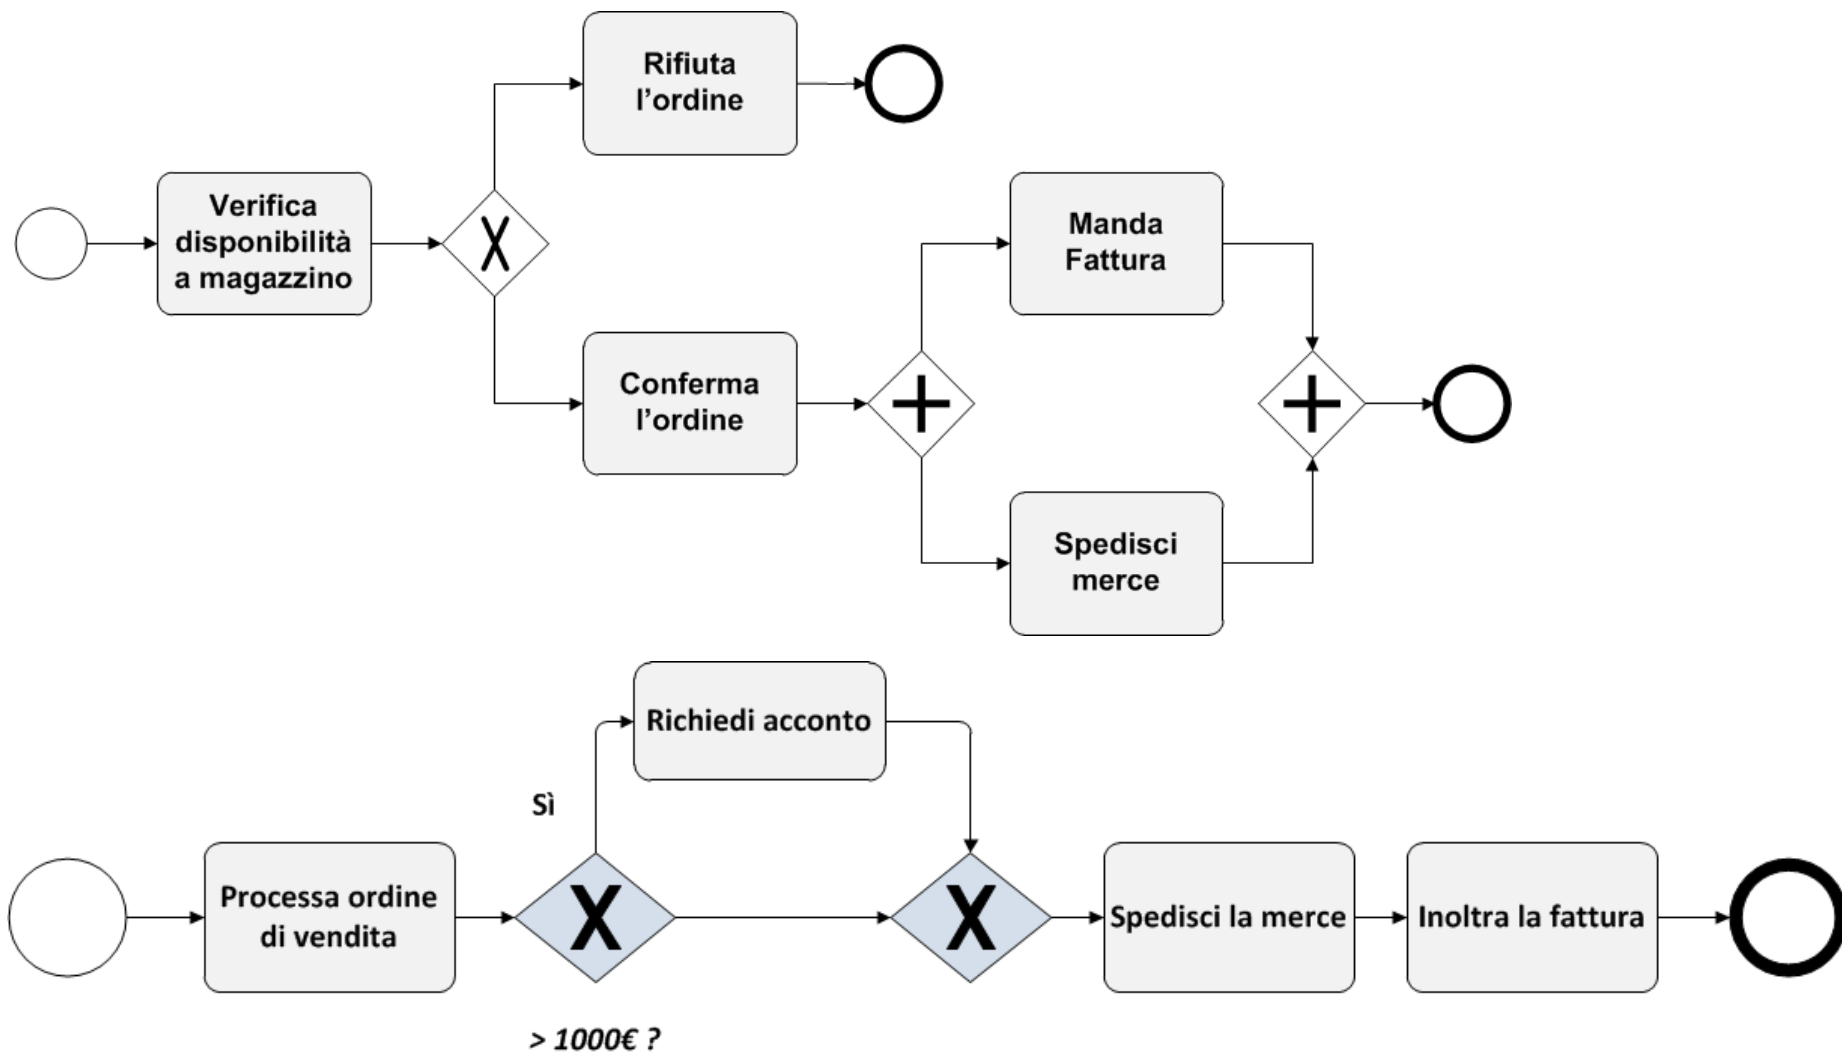 Rifiuta
l’ordine
Verifica
disponibilità
a magazzino
X
Manda
Fattura
Conferma
l’ordine
+
+
Spedisci
merce
Richiedi acconto
Sì
Processa ordine
di vendita
X
X
Spedisci la merce
Inoltra la fattura
> 1000€ ?